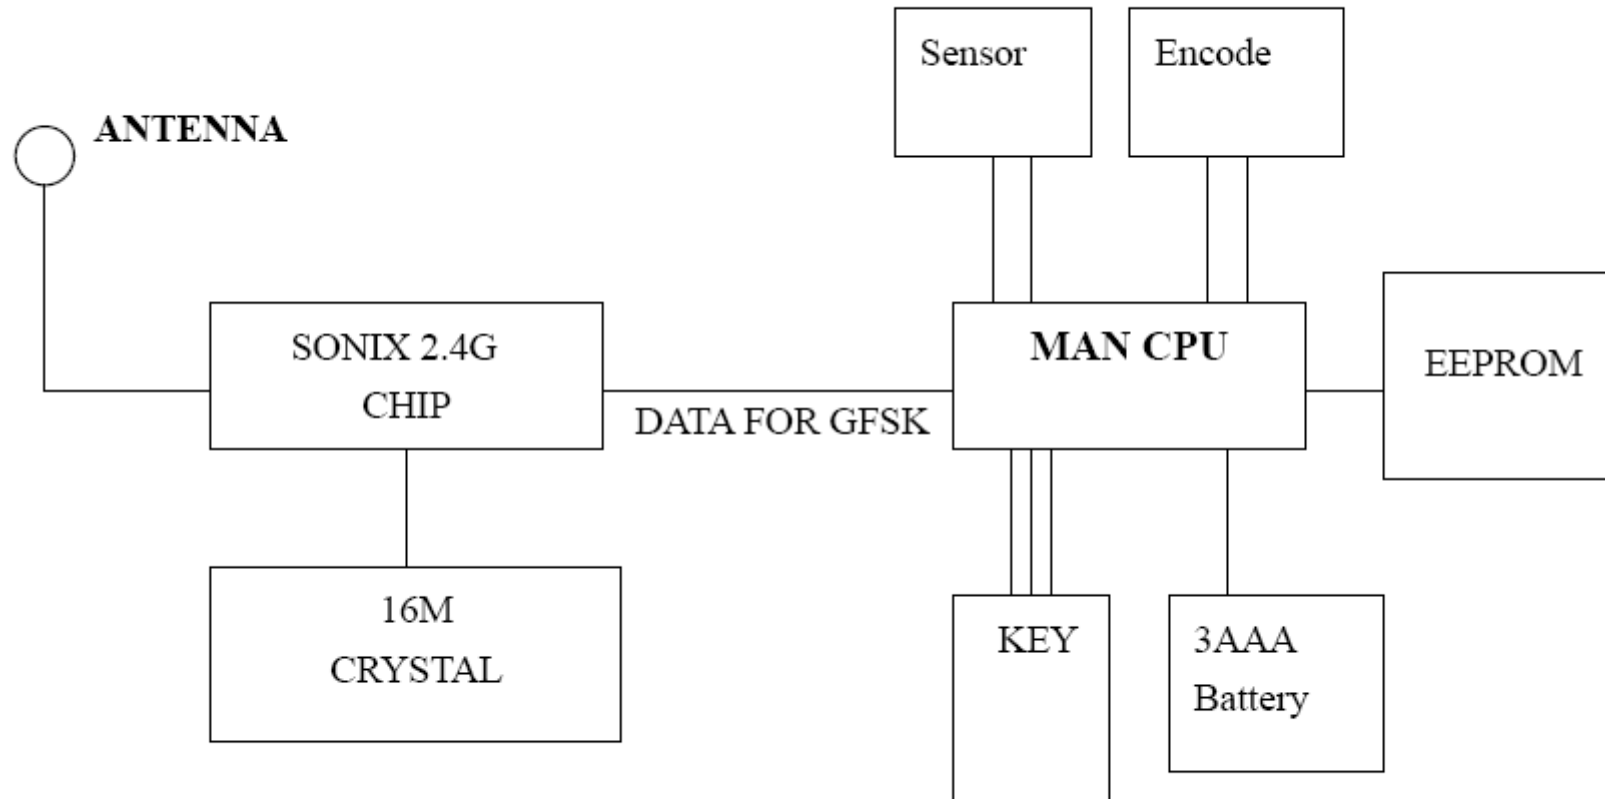 Sensor
Encode
ANTENNA
SONIX 2.4G
CHIP
DATA FOR GFSK
MAN CPU
EEPROM
16M
CRYSTAL
KEY
3AAA
Battery